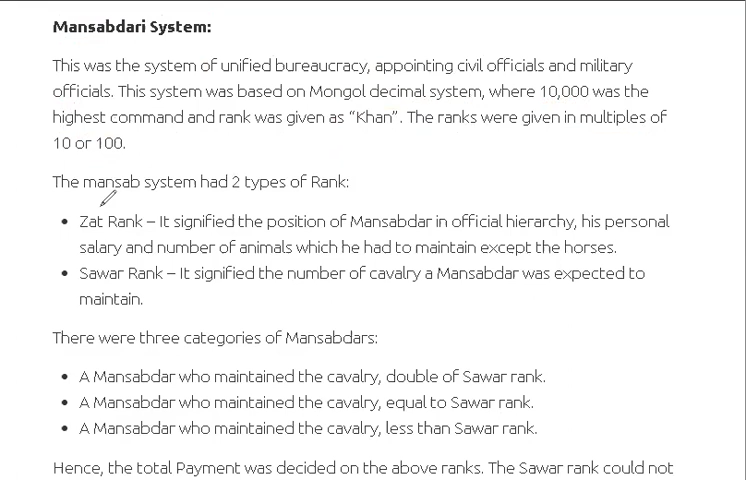 Mansabdari System:
This was the system of unified bureaucracy, appointing civil officials and military
officials. This system was based on Mongol decimal system, where 10,000 was the
highest command and rank was given as “Khan”. The ranks were given in multiples of
10 or 100.
The mansab system had 2 types of Rank:
• Zat Rank – It signified the position of Mansabdar in official hierarchy, his personal
salary and number of animals which he had to maintain except the horses.
• Sawar Rank – It signified the number of cavalry a Mansabdar was expected to
maintain.
There were three categories of Mansabdars:
• A Mansabdar who maintained the cavalry, double of Sawar rank.
• A Mansabdar who maintained the cavalry, equal to Sawar rank.
• A Mansabdar who maintained the cavalry, less than Sawar rank.
Hence, the total Payment was decided on the above ranks. The Sawar rank could not